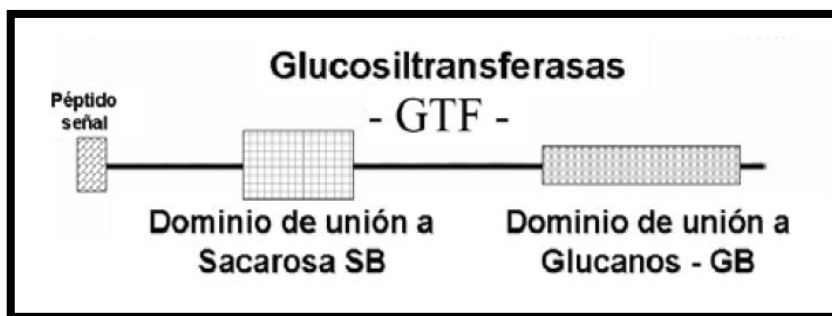 Glucosiltransferasas
- GTF -
Péptido
señal
Dominio de unión a
Sacarosa SB
Dominio de unión a
Glucanos - GB